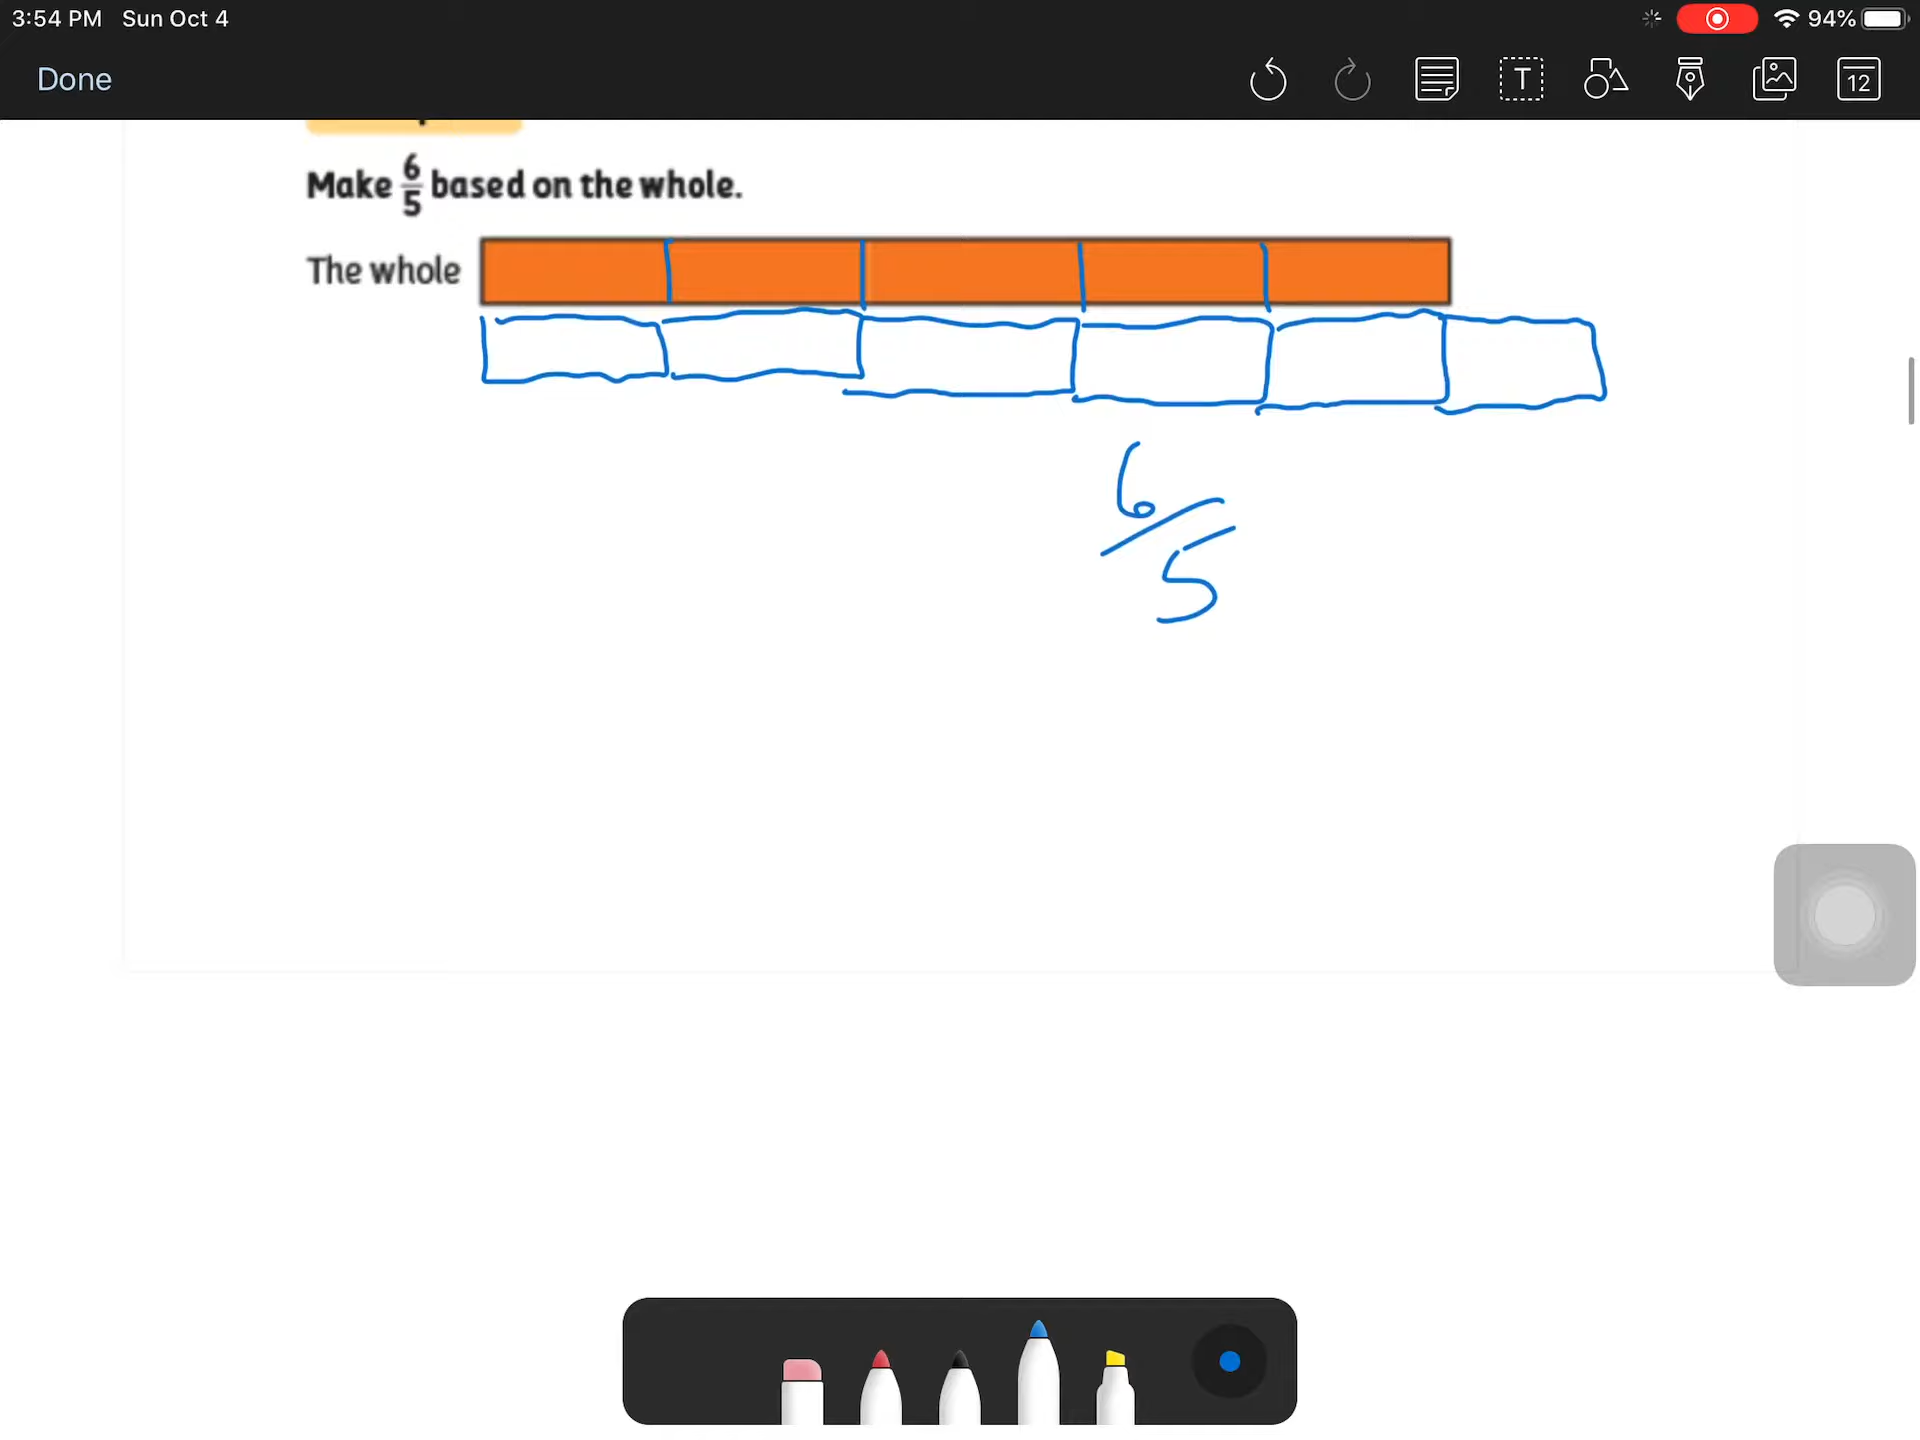 3:54 PM Sun Oct 4 94%
Done T 12
Make 6/5 based on the whole.
The whole
6/5